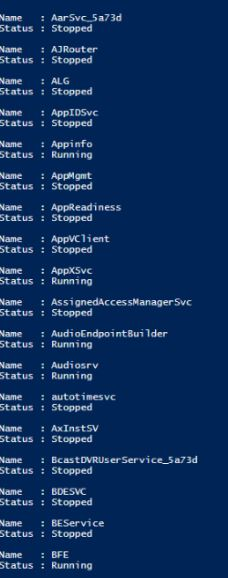 Name : AarSvc_5a73d
Status : Stopped
Name : AJRouter
Status : Stopped
Name : ALG
Status : Stopped
Name : AppIDSvc
Status : Stopped
Name : Appinfo
Status : Running
Name : AppMgmt
Status : Stopped
Name : AppReadiness
Status : Stopped
Name : AppVClient
Status : Stopped
Name : AppXSvc
Status : Running
Name : AssignedAccessManagerSvc
Status : Stopped
Name : AudioEndpointBuilder
Status : Running
Name : Audiosrv
Status : Running
Name : autotimesvc
Status : Stopped
Name : AxInstSV
Status : Stopped
Name : BcastDVRUserService_5a73d
Status : Stopped
Name : BDESVC
Status : Stopped
Name : BEService
Status : Stopped
Name : BFE
Status : Running